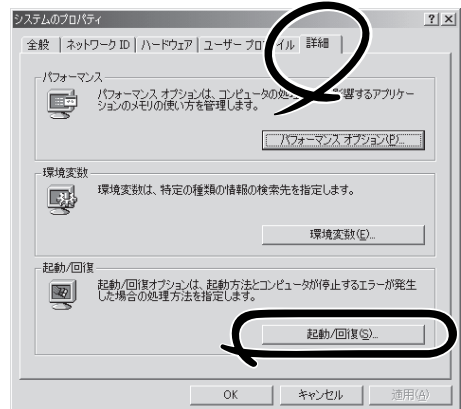 システムのプロパティ
全般 ネットワーク ID ハードウェア ユーザー プロ イル 詳細
パフォーマンス
パフォーマンス オプションは、コンピュータの処 影響するアプリケー
ションのメモリの使い方を管理します。
パフォーマンス オプション(P)...
環境変数
環境変数は、特定の種類の情報の検索先を指定します。
環境変数(E)...
起動/回復
起動/回復オプションは、起動方法とコンピュータが停止するエラーが発生
した場合の処理方法を指定します。
起動/回復(S)...
OK キャンセル 適用(A)